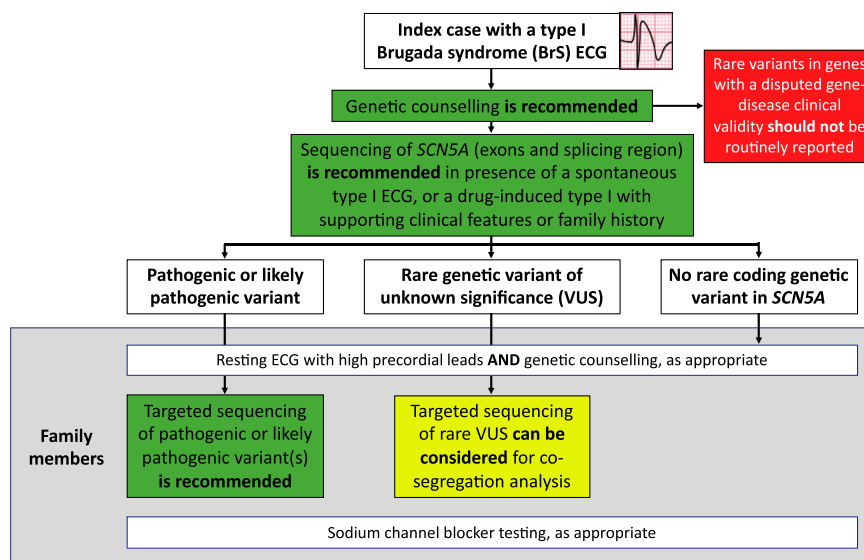 Index case with a type I
Brugada syndrome (BrS) ECG
Rare variants in genes
with a disputed gene-
disease clinical
validity should not be
routinely reported
Genetic counselling is recommended
Sequencing of SCN5A (exons and splicing region)
is recommended in presence of a spontaneous
type I ECG, or a drug-induced type I with
supporting clinical features or family history
Pathogenic or likely
pathogenic variant
Rare genetic variant of
unknown significance (VUS)
No rare coding genetic
variant in SCN5A
Resting ECG with high precordial leads AND genetic counselling, as appropriate
Family
members
Targeted sequencing
of pathogenic or likely
pathogenic variant(s)
is recommended
Targeted sequencing
of rare VUS can be
considered for co-
segregation analysis
Sodium channel blocker testing, as appropriate